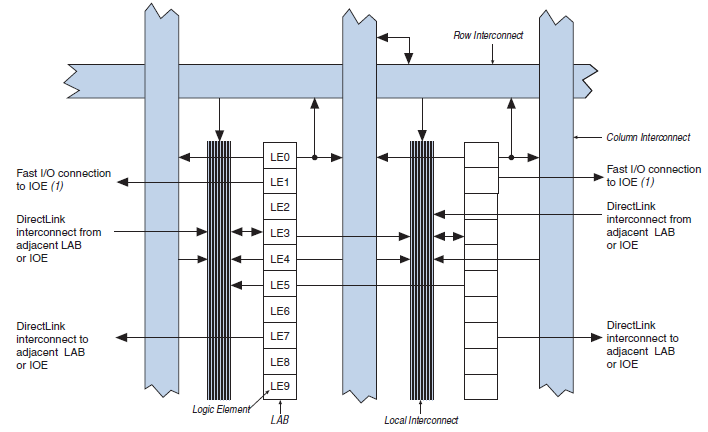 Row Interconnect
Column Interconnect
LE0
Fast I/O connection
to IOE (1)
LE1
Fast I/O connection
to IOE (1)
LE2
DirectLink
interconnect from
adjacent LAB
or IOE
LE3
DirectLink
interconnect from
adjacent LAB
or IOE
LE4
LE5
LE6
DirectLink
interconnect to
adjacent LAB
or IOE
LE7
DirectLink
interconnect to
adjacent LAB
or IOE
LE8
LE9
Logic Element
LAB
Local Interconnect